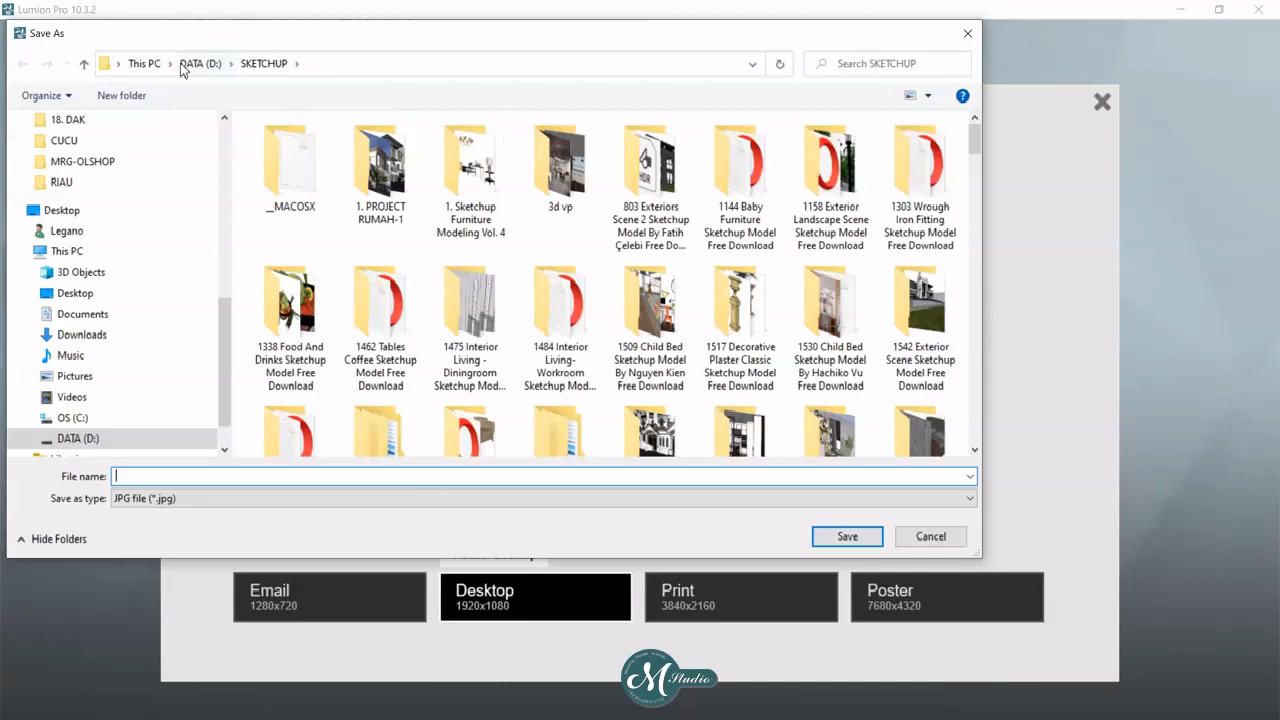 Lumion Pro 10.3.2
Save As
This PC
DATA (D:)
SKETCHUP
Search SKETCHUP
Organize
New folder
18. DAK
CUCU
MRG-OLSHOP
RIAU
Desktop
Legano
This PC
3D Objects
Desktop
Documents
Downloads
Music
Pictures
Videos
OS (C:)
DATA (D:)
__MACOSX
1. PROJECT
RUMAH-1
1. Sketchup
Furniture
Modeling Vol. 4
3d vp
803 Exteriors
Scene 2 Sketchup
Model By Fatih
Çelebi Free Do...
1144 Baby
Furniture
Sketchup Model
Free Download
1158 Exterior
Landscape Scene
Sketchup Model
Free Download
1303 Wrough
Iron Fitting
Sketchup Model
Free Download
1338 Food And
Drinks Sketchup
Model Free
Download
1462 Tables
Coffee Sketchup
Model Free
Download
1475 Interior
Living -
Diningroom
Sketchup Mod...
1484 Interior
Living-
Workroom
Sketchup Mod...
1509 Child Bed
Sketchup Model
By Nguyen Kien
Free Download
1517 Decorative
Plaster Classic
Sketchup Model
Free Download
1530 Child Bed
Sketchup Model
By Hachiko Vu
Free Download
1542 Exterior
Scene Sketchup
Model Free
Download
File name:
Save as type:
JPG file (*.jpg)
Hide Folders
Save
Cancel
Email
1280x720
Desktop
1920x1080
Print
3840x2160
Poster
7680x4320
M Studio